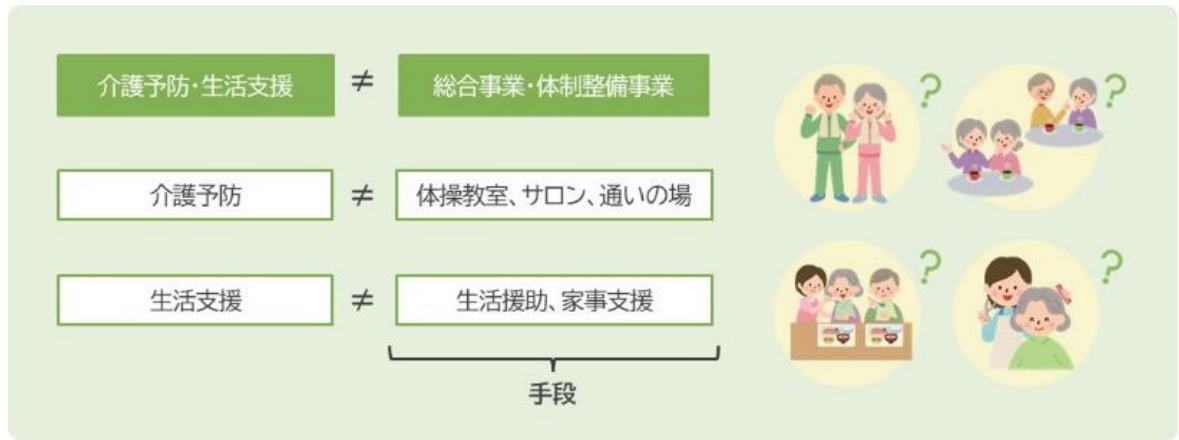 介護予防・生活支援 ≠ 総合事業・体制整備事業
? ?
介護予防 ≠ 体操教室、サロン、通いの場
? ?
生活支援 ≠ 生活援助、家事支援
手段